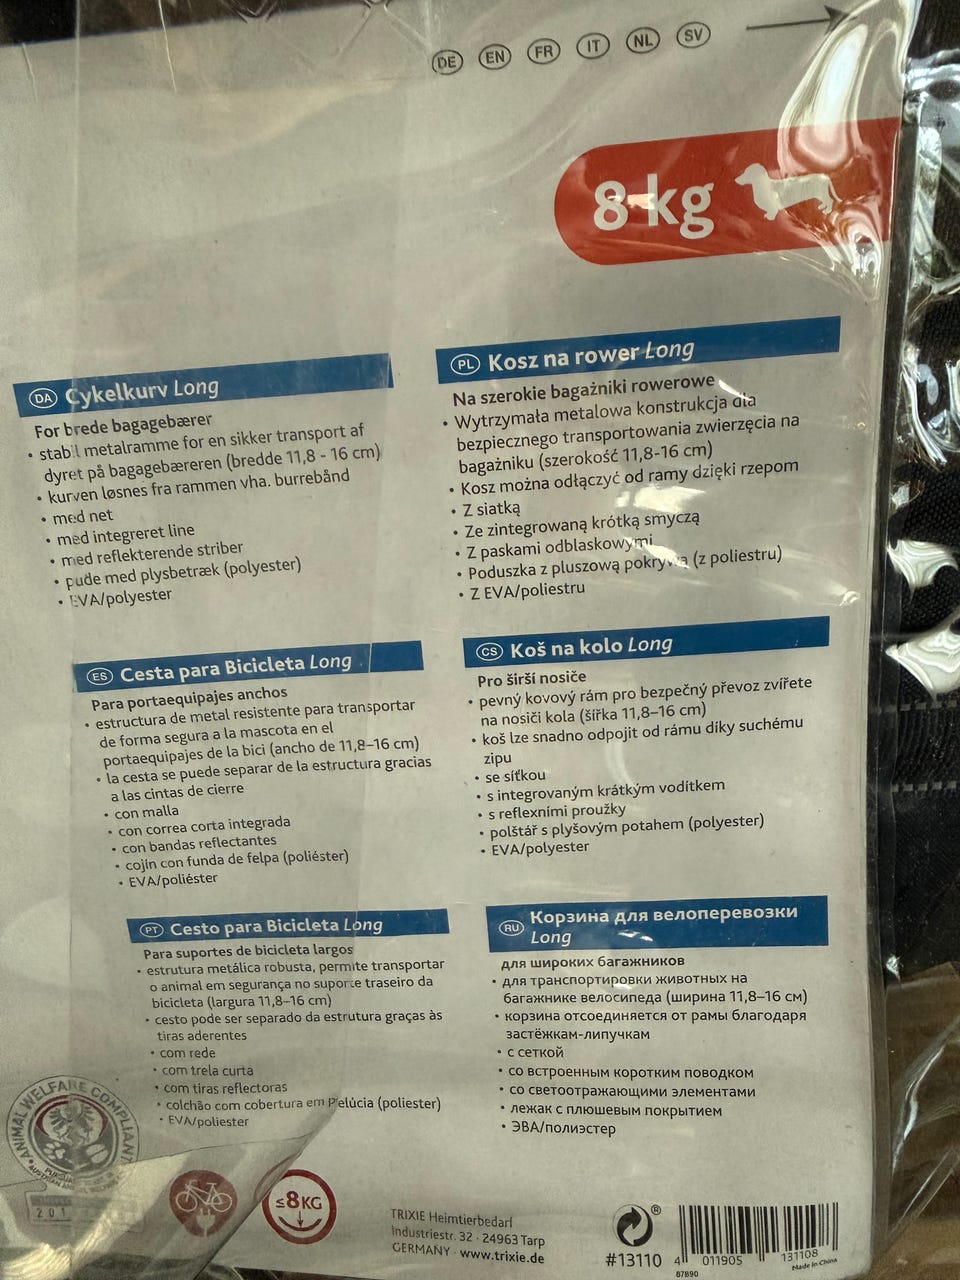 DE EN FR IT NL SV
8 kg
DA Cykelkurv Long
For brede bagagebærer
• stabil metalramme for en sikker transport af
dyret på bagagebæreren (bredde 11,8 - 16 cm)
• kurven løsnes fra rammen vha. burrebånd
• med net
• med integreret line
• med reflekterende striber
• pude med plysbetræk (polyester)
• EVA/polyester
PL Kosz na rower Long
Na szerokie bagażniki rowerowe
• Wytrzymała metalowa konstrukcja dla
bezpiecznego transportowania zwierzęcia na
bagażniku (szerokość 11,8-16 cm)
• Kosz można odłączyć od ramy dzięki rzepom
• Z siatką
• Ze zintegrowaną krótką smyczą
• Z paskami odblaskowymi
• Poduszka z pluszową pokrywą (z poliestru)
• Z EVA/poliestru
ES Cesta para Bicicleta Long
Para portaequipajes anchos
• estructura de metal resistente para transportar
de forma segura a la mascota en el
portaequipajes de la bici (ancho de 11,8–16 cm)
• la cesta se puede separar de la estructura gracias
a las cintas de cierre
• con malla
• con correa corta integrada
• con bandas reflectantes
• cojín con funda de felpa (poliéster)
• EVA/poliéster
CS Koš na kolo Long
Pro širší nosiče
• pevný kovový rám pro bezpečný převoz zvířete
na nosiči kola (šířka 11,8–16 cm)
• koš lze snadno odpojit od rámu díky suchému
zipu
• se síťkou
• s integrovaným krátkým vodítkem
• s reflexními proužky
• polštář s plyšovým potahem (polyester)
• EVA/polyester
PT Cesto para Bicicleta Long
Para suportes de bicicleta largos
• estrutura metálica robusta, permite transportar
o animal em segurança no suporte traseiro da
bicicleta (largura 11,8–16 cm)
• cesto pode ser separado da estrutura graças às
tiras aderentes
• com rede
• com trela curta
• com tiras reflectoras
• colchão com cobertura em Pelúcia (poliester)
• EVA/poliester
RU Корзина для велоперевозки
Long
для широких багажников
• для транспортировки животных на
багажнике велосипеда (ширина 11,8–16 см)
• корзина отсоединяется от рамы благодаря
застёжкам-липучкам
• с сеткой
• со встроенным коротким поводком
• со светоотражающими элементами
• лежак с плюшевым покрытием
• ЭВА/полиэстер
ANIMAL WELFARE COMPLIANT
201
≤8KG
TRIXIE Heimtierbedarf
Industriestr. 32 · 24963 Tarp
GERMANY · www.trixie.de
®
#13110
4 011905 131108
87890
Made in China